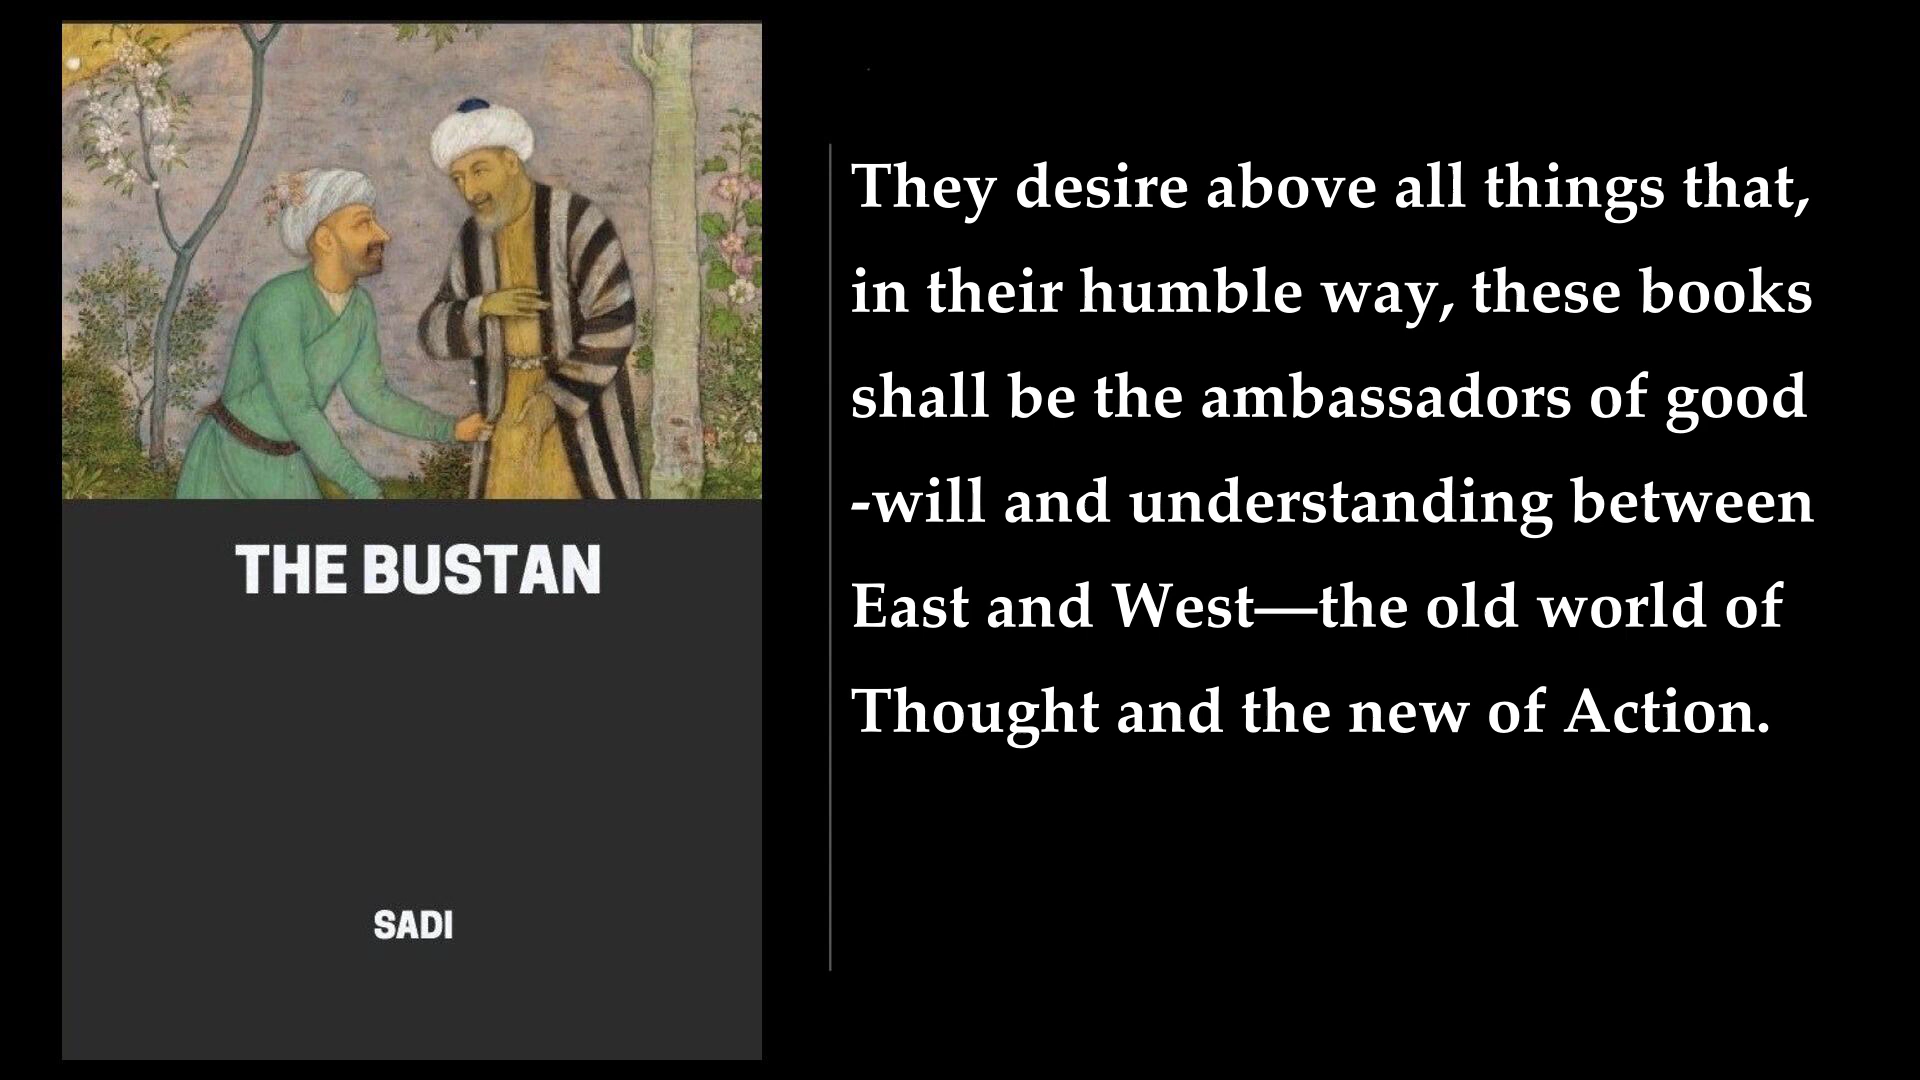 THE BUSTAN
SADI
They desire above all things that,
in their humble way, these books
shall be the ambassadors of good
-will and understanding between
East and West—the old world of
Thought and the new of Action.